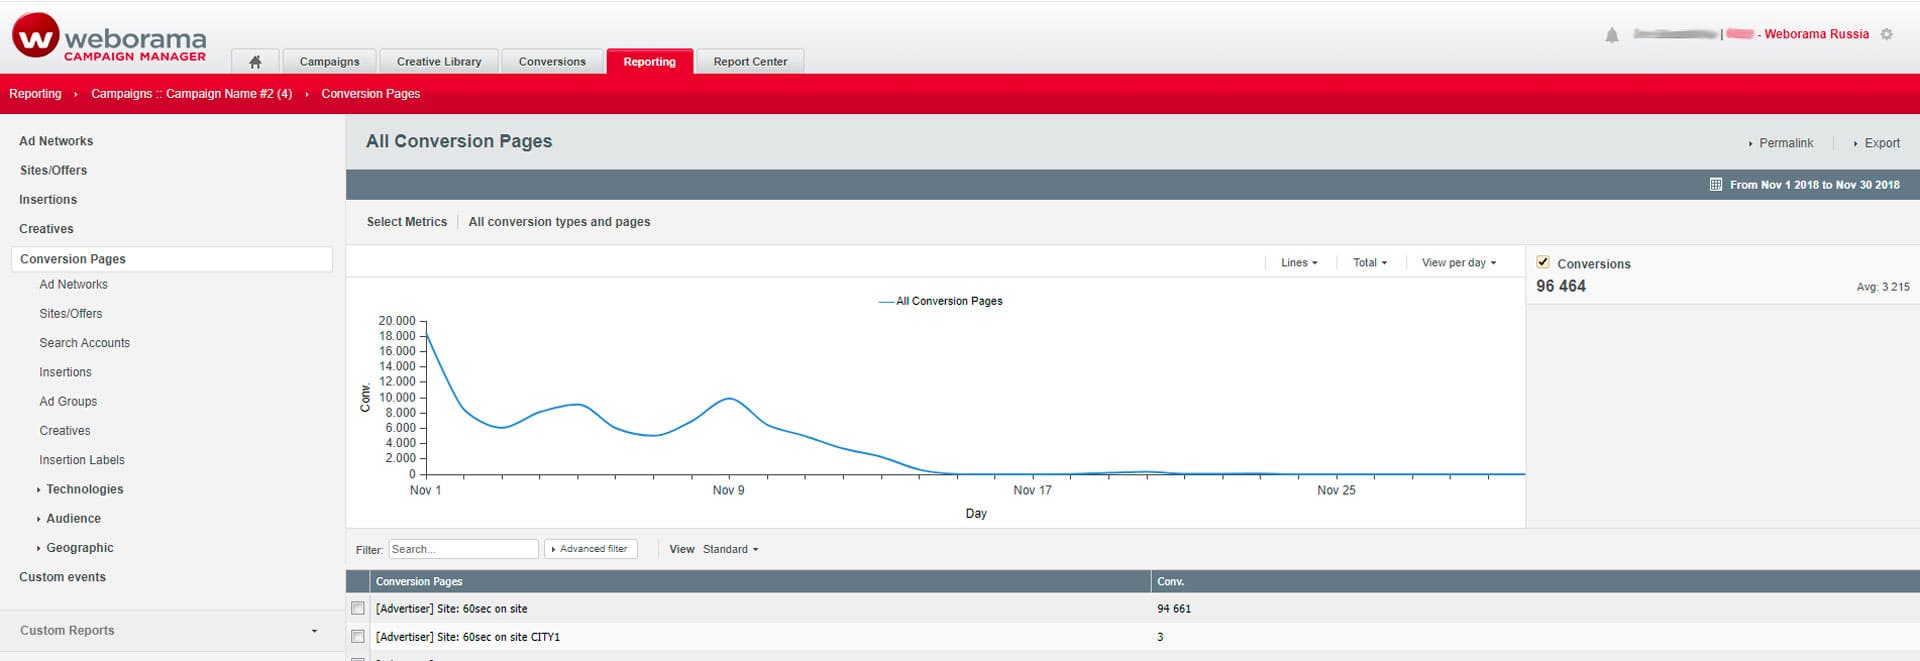 weborama
CAMPAIGN MANAGER
Campaigns
Creative Library
Conversions
Reporting
Report Center
| - Weborama Russia
Reporting › Campaigns :: Campaign Name #2 (4) › Conversion Pages
Ad Networks
Sites/Offers
Insertions
Creatives
Conversion Pages
Ad Networks
Sites/Offers
Search Accounts
Insertions
Ad Groups
Creatives
Insertion Labels
Technologies
Audience
Geographic
Custom events
Custom Reports
All Conversion Pages
Permalink
Export
From Nov 1 2018 to Nov 30 2018
Select Metrics
All conversion types and pages
Lines
Total
View per day
Conversions
96 464
Avg: 3 215
All Conversion Pages
20.000
18.000
16.000
14.000
12.000
10.000
8.000
6.000
4.000
2.000
0
Conv.
Nov 1
Nov 9
Nov 17
Nov 25
Day
Filter: Search...
Advanced filter
View Standard
Conversion Pages
Conv.
[Advertiser] Site: 60sec on site
94 661
[Advertiser] Site: 60sec on site CITY1
3